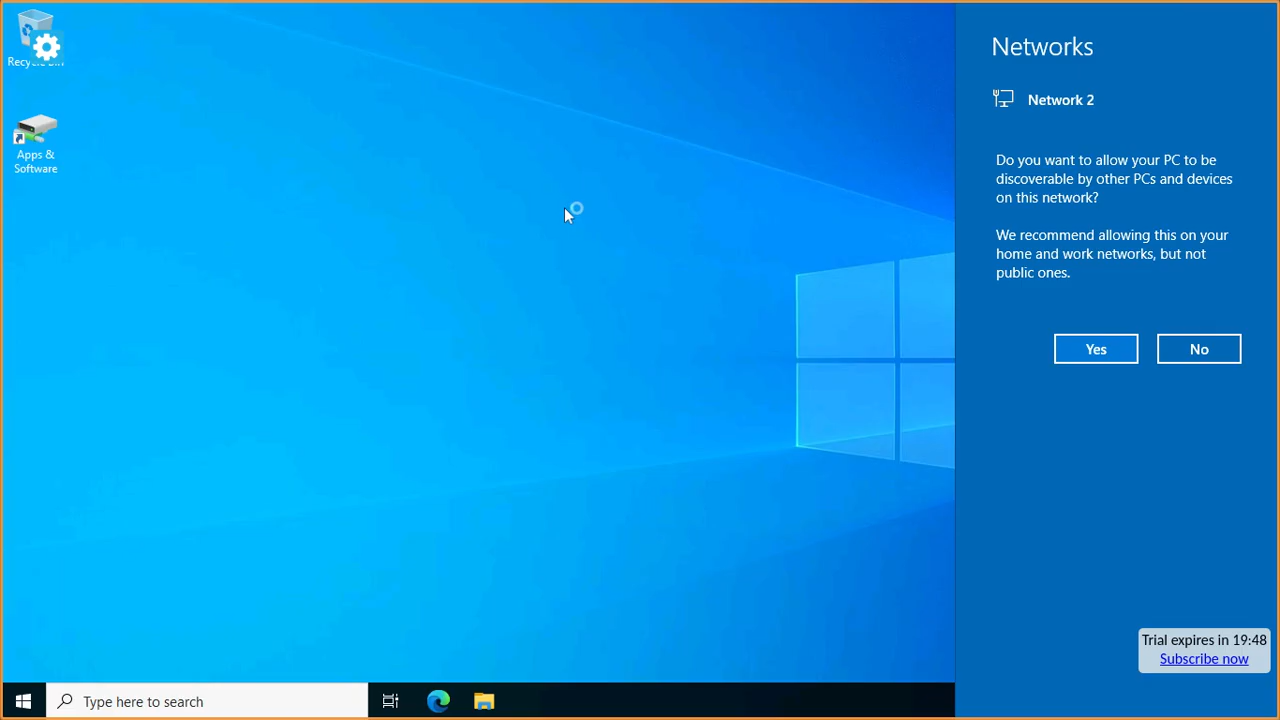 Recycle Bin
Apps &
Software
Networks
Network 2
Do you want to allow your PC to be
discoverable by other PCs and devices
on this network?
We recommend allowing this on your
home and work networks, but not
public ones.
Yes
No
Trial expires in 19:48
Subscribe now
Type here to search